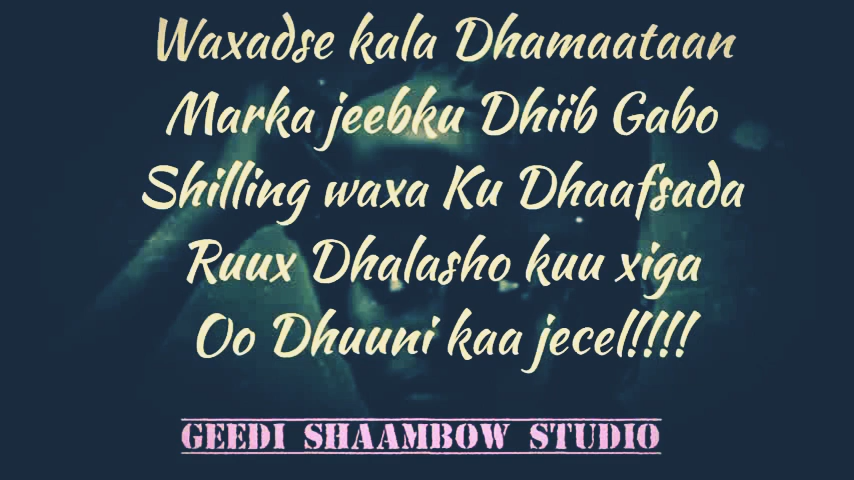 Waxadse kala Dhamaataan
Marka jeebku Dhiib Gabo
Shilling waxa Ku Dhaafsada
Ruux Dhalasho kuu xiga
Oo Dhuuni kaa jecel!!!!
GEEDI SHAAMBOW STUDIO